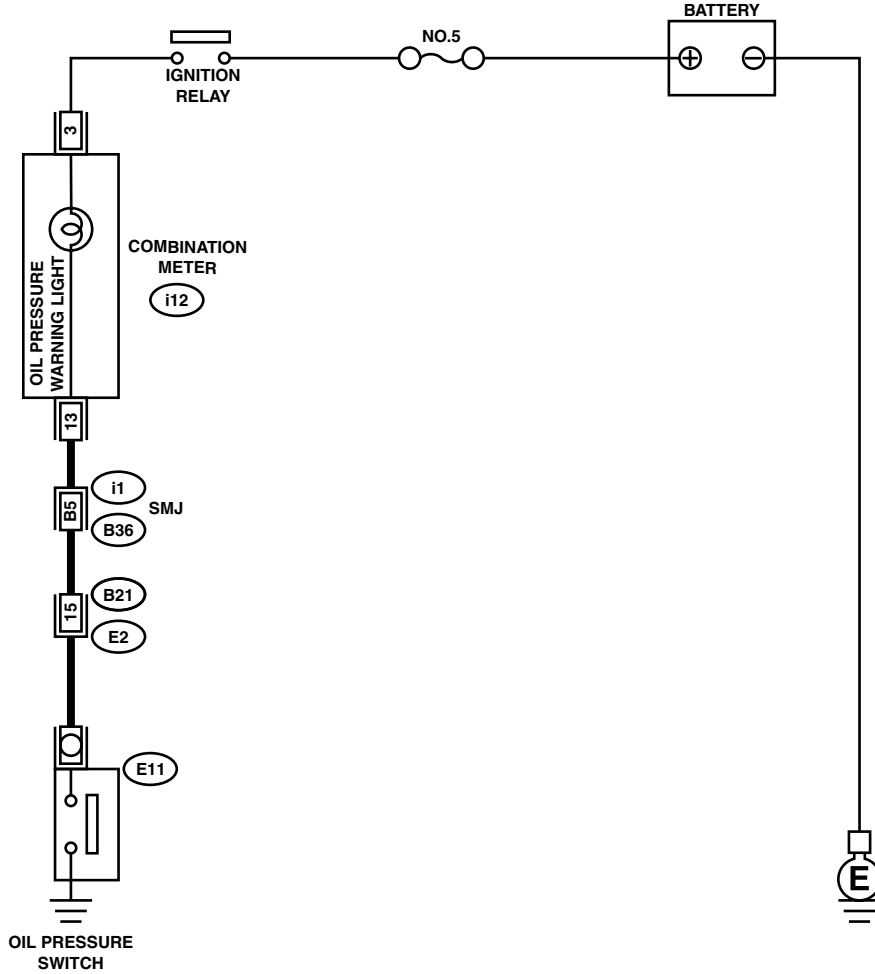 BATTERY
NO.5
IGNITION
RELAY
3
COMBINATION
METER
i12
OIL PRESSURE
WARNING LIGHT
13
i1
B5
SMJ
B36
B21
15
E2
E11
E
OIL PRESSURE
SWITCH